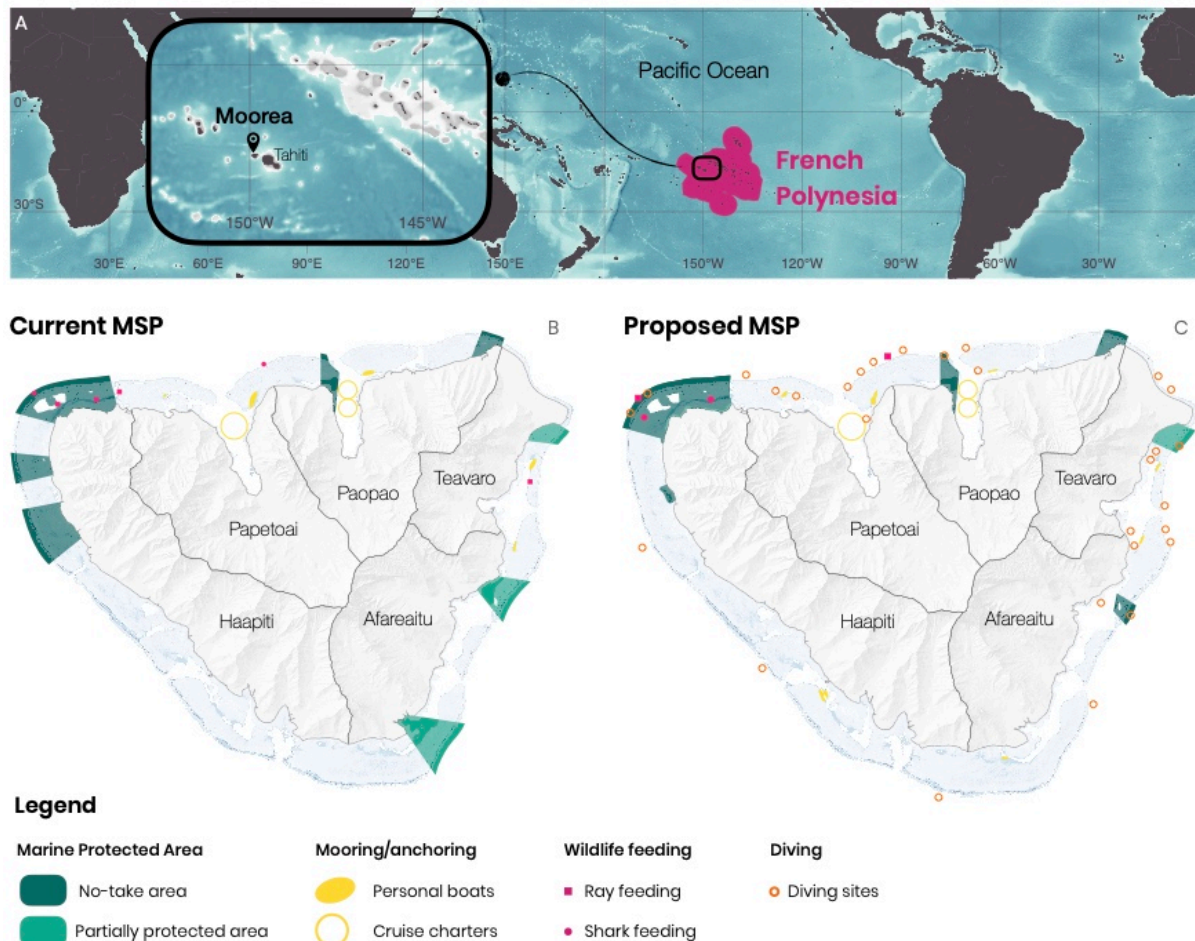 A
Pacific Ocean
0°
Moorea
Tahiti
French
Polynesia
30°S
150°W
145°W
30°E
60°E
90°E
120°E
150°E
150°W
120°W
90°W
60°W
30°W
Current MSP
B
Proposed MSP
C
Teavaro
Paopao
Papetoai
Haapiti
Afareaitu
Teavaro
Paopao
Papetoai
Haapiti
Afareaitu
Legend
Marine Protected Area
Mooring/anchoring
Wildlife feeding
Diving
No-take area
Personal boats
Ray feeding
Diving sites
Partially protected area
Cruise charters
Shark feeding